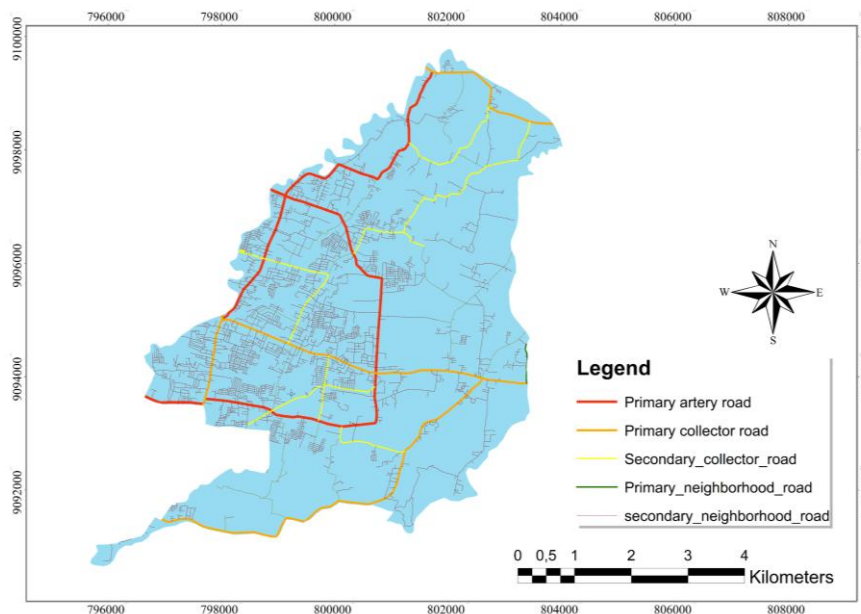 796000 798000 800000 802000 804000 806000 808000
9100000
9098000
9096000
9094000
9092000
N
W E
S
Legend
Primary artery road
Primary collector road
Secondary_collector_road
Primary_neighborhood_road
secondary_neighborhood_road
0 0,5 1 2 3 4
Kilometers
796000 798000 800000 802000 804000 806000 808000